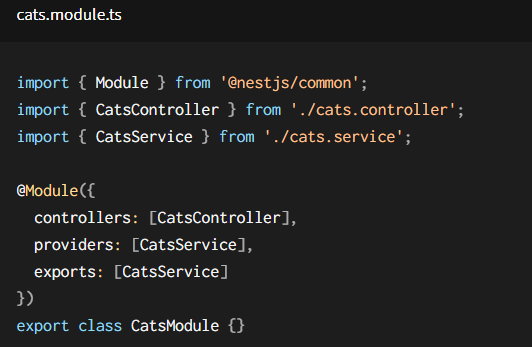 cats.module.ts
import { Module } from '@nestjs/common';
import { CatsController } from './cats.controller';
import { CatsService } from './cats.service';
@Module({
  controllers: [CatsController],
  providers: [CatsService],
  exports: [CatsService]
})
export class CatsModule {}